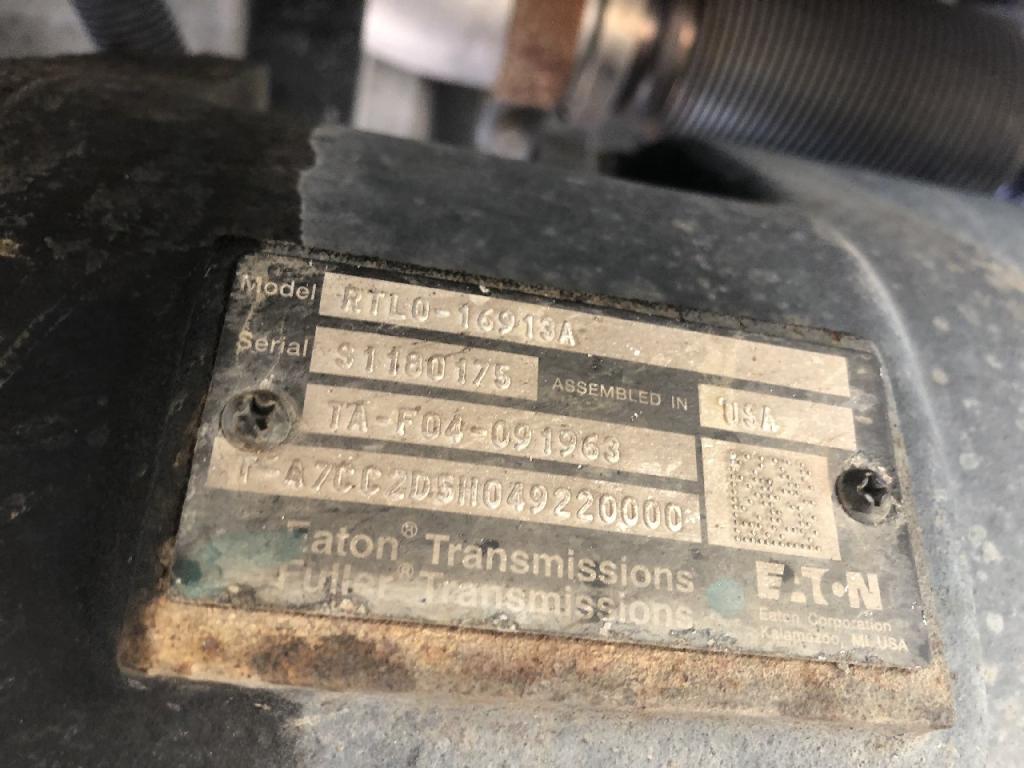 Model RTLO-16913A
Serial S1180175
ASSEMBLED IN USA
TA-F04-091963
T-A7CC2D5H049220000
Eaton® Transmissions
Fuller® Transmissions
EATON
Eaton Corporation
Kalamazoo, MI USA